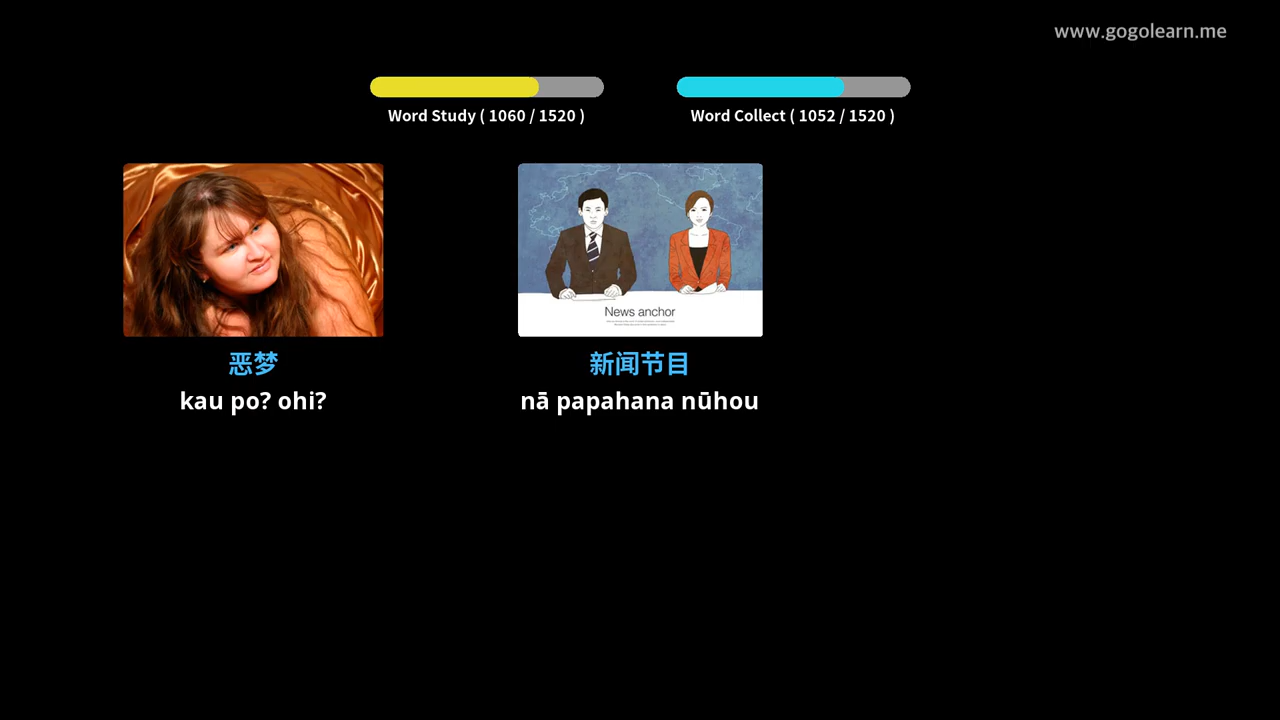 www.gogolearn.me
Word Study ( 1060 / 1520 )
Word Collect ( 1052 / 1520 )
News anchor
恶梦
新闻节目
kau po? ohi?
nā papahana nūhou